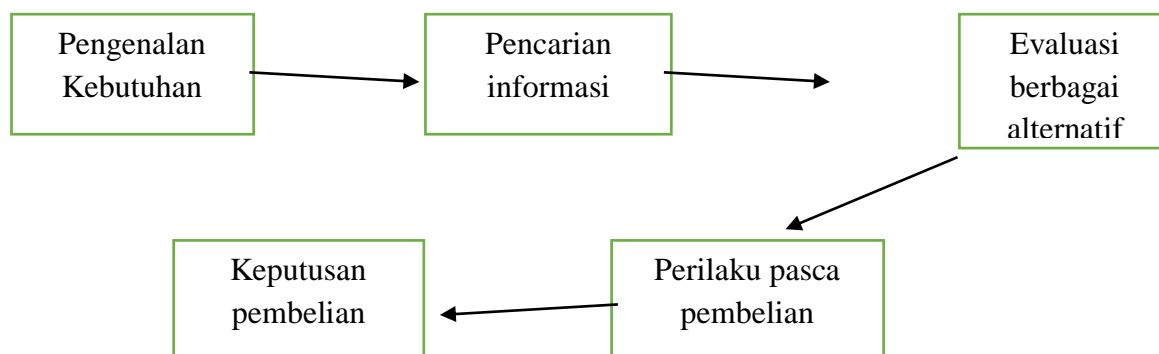 Pengenalan
Kebutuhan
Pencarian
informasi
Evaluasi
berbagai
alternatif
Keputusan
pembelian
Perilaku pasca
pembelian